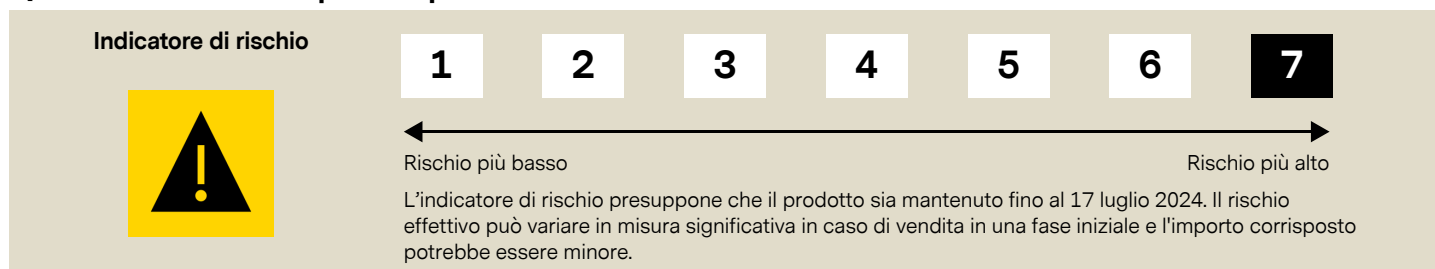 Indicatore di rischio
1 2 3 4 5 6 7
Rischio più basso Rischio più alto
L'indicatore di rischio presuppone che il prodotto sia mantenuto fino al 17 luglio 2024. Il rischio
effettivo può variare in misura significativa in caso di vendita in una fase iniziale e l'importo corrisposto
potrebbe essere minore.